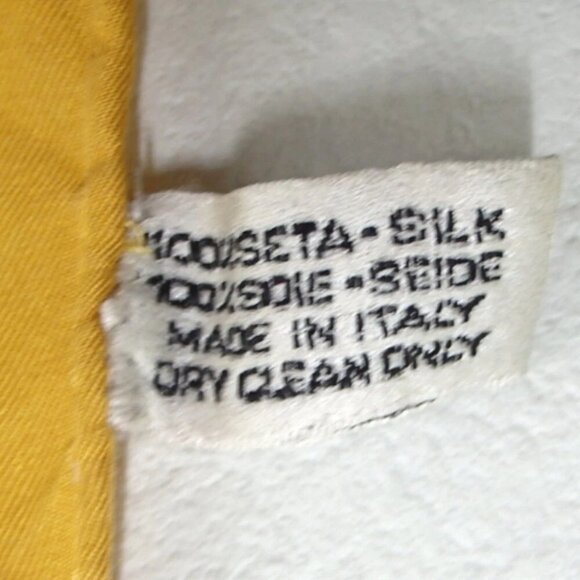 100%SETA-SILK
100%SOIE-SEIDE
MADE IN ITALY
DRY CLEAN ONLY